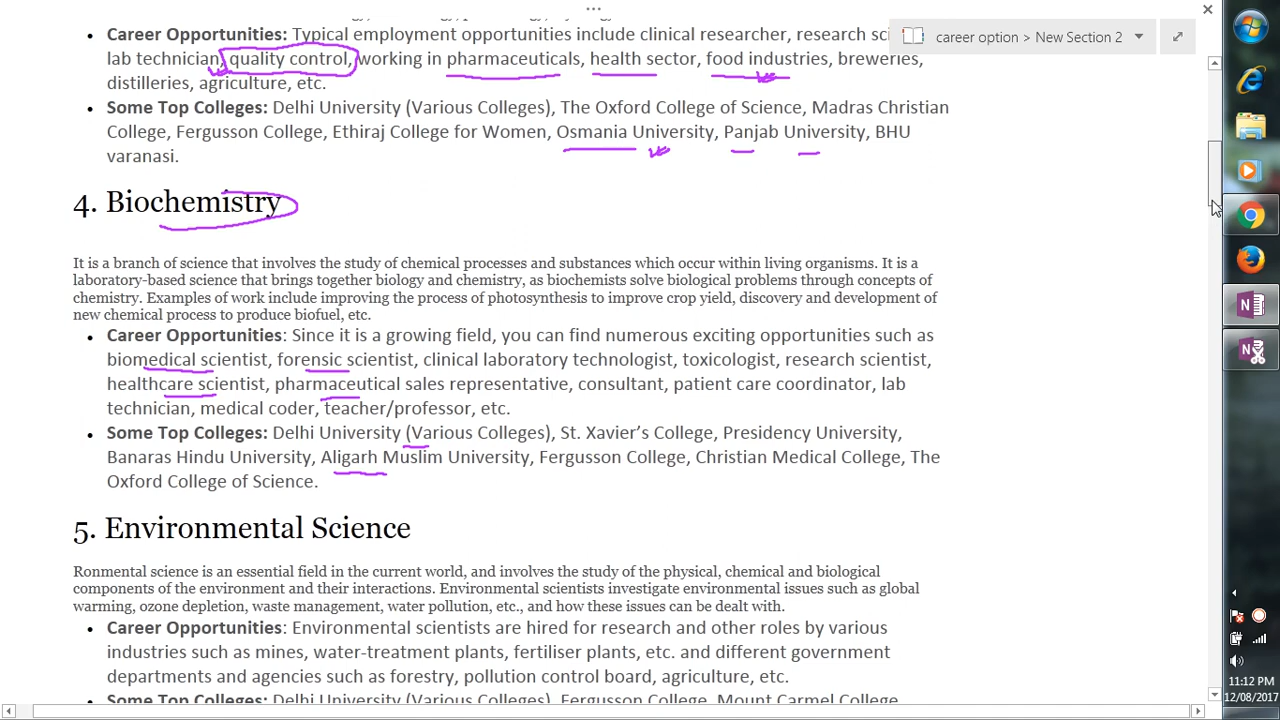 career option > New Section 2
Career Opportunities: Typical employment opportunities include clinical researcher, research sci
lab technician, quality control, working in pharmaceuticals, health sector, food industries, breweries,
distilleries, agriculture, etc.
Some Top Colleges: Delhi University (Various Colleges), The Oxford College of Science, Madras Christian
College, Fergusson College, Ethiraj College for Women, Osmania University, Panjab University, BHU
varanasi.
4. Biochemistry
It is a branch of science that involves the study of chemical processes and substances which occur within living organisms. It is a
laboratory-based science that brings together biology and chemistry, as biochemists solve biological problems through concepts of
chemistry. Examples of work include improving the process of photosynthesis to improve crop yield, discovery and development of
new chemical process to produce biofuel, etc.
Career Opportunities: Since it is a growing field, you can find numerous exciting opportunities such as
biomedical scientist, forensic scientist, clinical laboratory technologist, toxicologist, research scientist,
healthcare scientist, pharmaceutical sales representative, consultant, patient care coordinator, lab
technician, medical coder, teacher/professor, etc.
Some Top Colleges: Delhi University (Various Colleges), St. Xavier's College, Presidency University,
Banaras Hindu University, Aligarh Muslim University, Fergusson College, Christian Medical College, The
Oxford College of Science.
5. Environmental Science
Ronmental science is an essential field in the current world, and involves the study of the physical, chemical and biological
components of the environment and their interactions. Environmental scientists investigate environmental issues such as global
warming, ozone depletion, waste management, water pollution, etc., and how these issues can be dealt with.
Career Opportunities: Environmental scientists are hired for research and other roles by various
industries such as mines, water-treatment plants, fertiliser plants, etc. and different government
departments and agencies such as forestry, pollution control board, agriculture, etc.
Some Top Colleges: Delhi University (Various Colleges), Fergusson College, Mount Carmel College
11:12 PM
12/08/2017